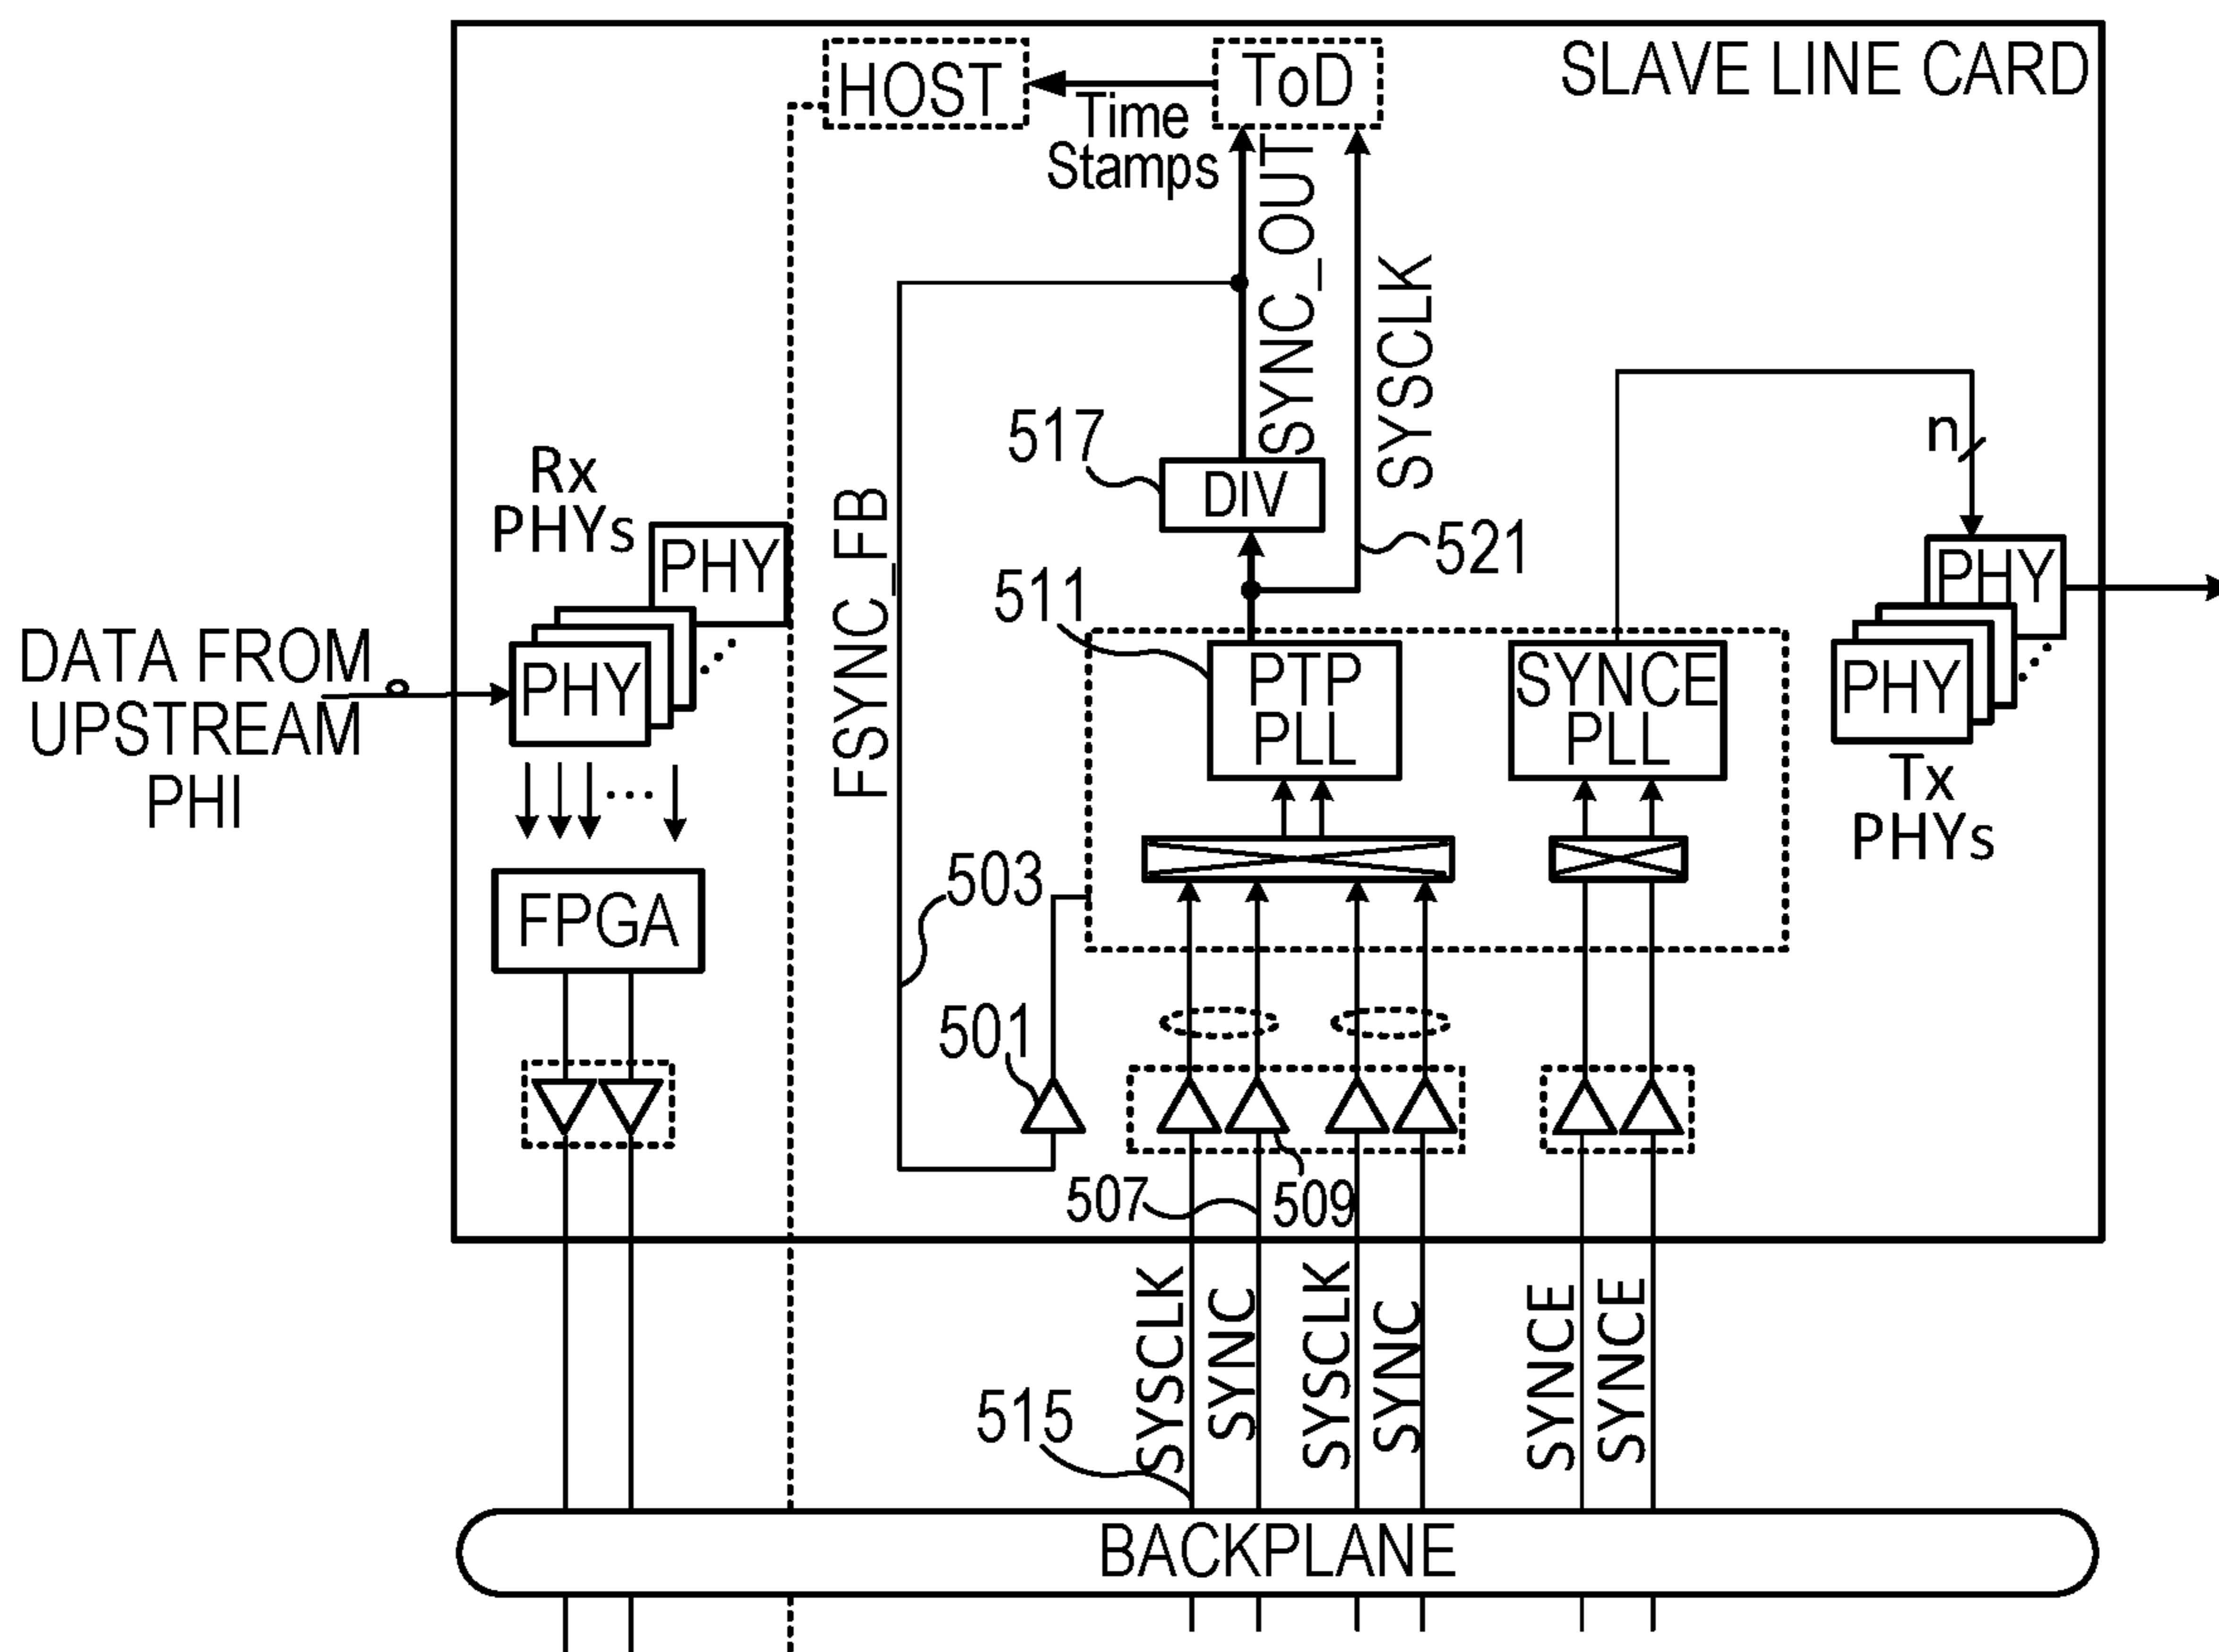 SLAVE LINE CARD
HOST
ToD
Time
Stamps
SYNC_OUT
SYSCLK
517
DIV
n
Rx
PHYs
PHY
FSYNC_FB
521
511
PHY
DATA FROM
UPSTREAM
PHI
PHY
PTP
PLL
SYNCE
PLL
PHY
Tx
PHYs
503
FPGA
501
507
509
SYSCLK
SYNC
SYSCLK
SYNC
SYNCE
SYNCE
515
BACKPLANE